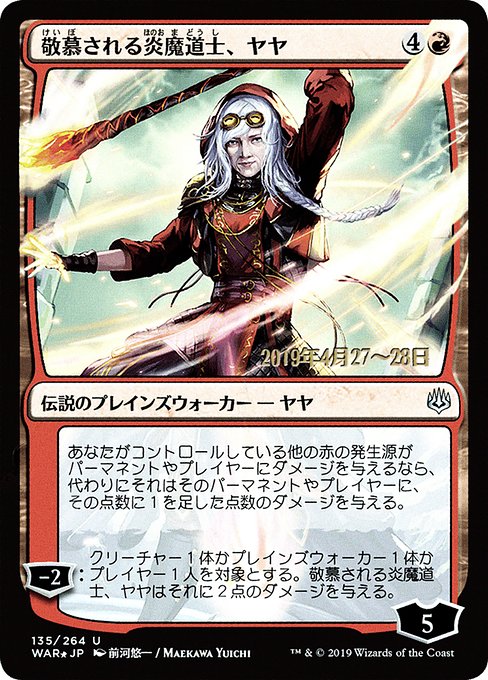 けいぼ ほのおまどうし
敬慕される炎魔道士、ヤヤ 4
2019年4月27～28日
伝説のプレインズウォーカー — ヤヤ
あなたがコントロールしている他の赤の発生源が
パーマネントやプレイヤーにダメージを与えるなら、
代わりにそれはそのパーマネントやプレイヤーに、
その点数に１を足した点数のダメージを与える。
クリーチャー１体かプレインズウォーカー１体か
-2 : プレイヤー１人を対象とする。敬慕される炎魔道
士、ヤヤはそれに２点のダメージを与える。
5
135/264 U
WAR★JP 前河悠一 / MAEKAWA YUICHI
™ & © 2019 Wizards of the Coast